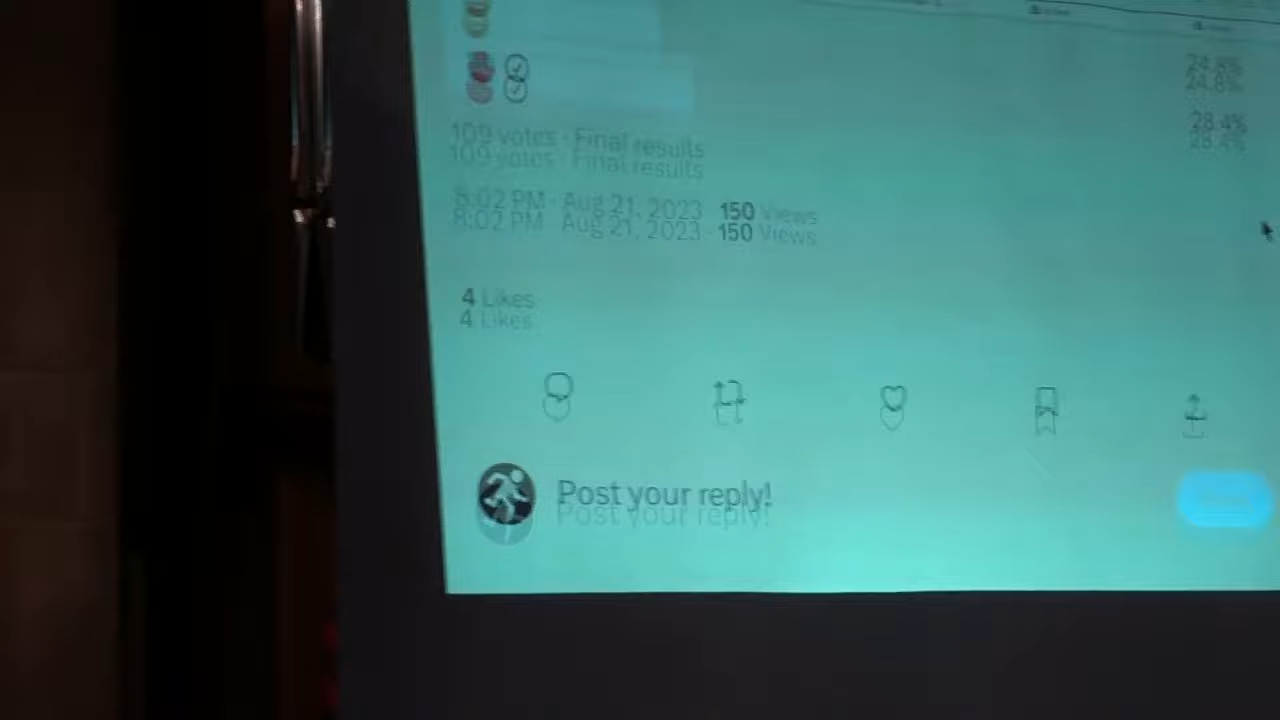 24.8%
28.4%
109 votes · Final results
8:02 PM · Aug 21, 2023 · 150 Views
4 Likes
Post your reply!